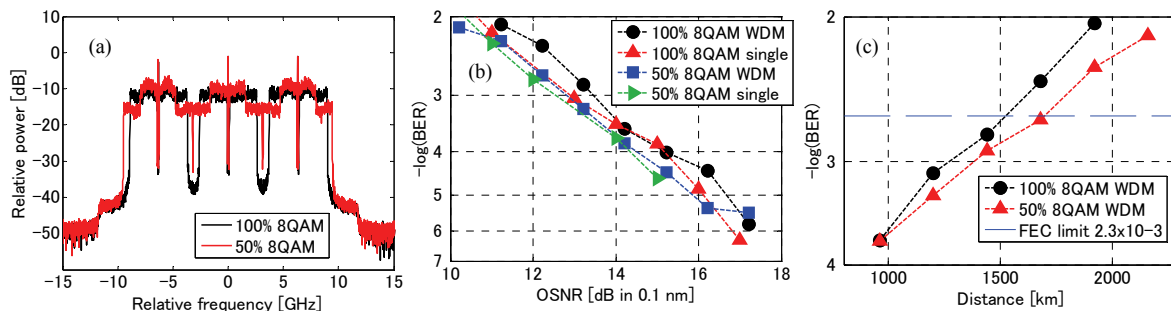 (a)
Relative power [dB]
10
0
−10
−20
−30
−40
−50
100% 8QAM
50% 8QAM
−15
−10
−5
0
5
10
15
Relative frequency [GHz]
(b)
-log(BER)
2
3
4
5
6
7
100% 8QAM WDM
100% 8QAM single
50% 8QAM WDM
50% 8QAM single
10
12
14
16
18
OSNR [dB in 0.1 nm]
(c)
-log(BER)
2
3
4
100% 8QAM WDM
50% 8QAM WDM
FEC limit 2.3x10-3
1000
1500
2000
Distance [km]